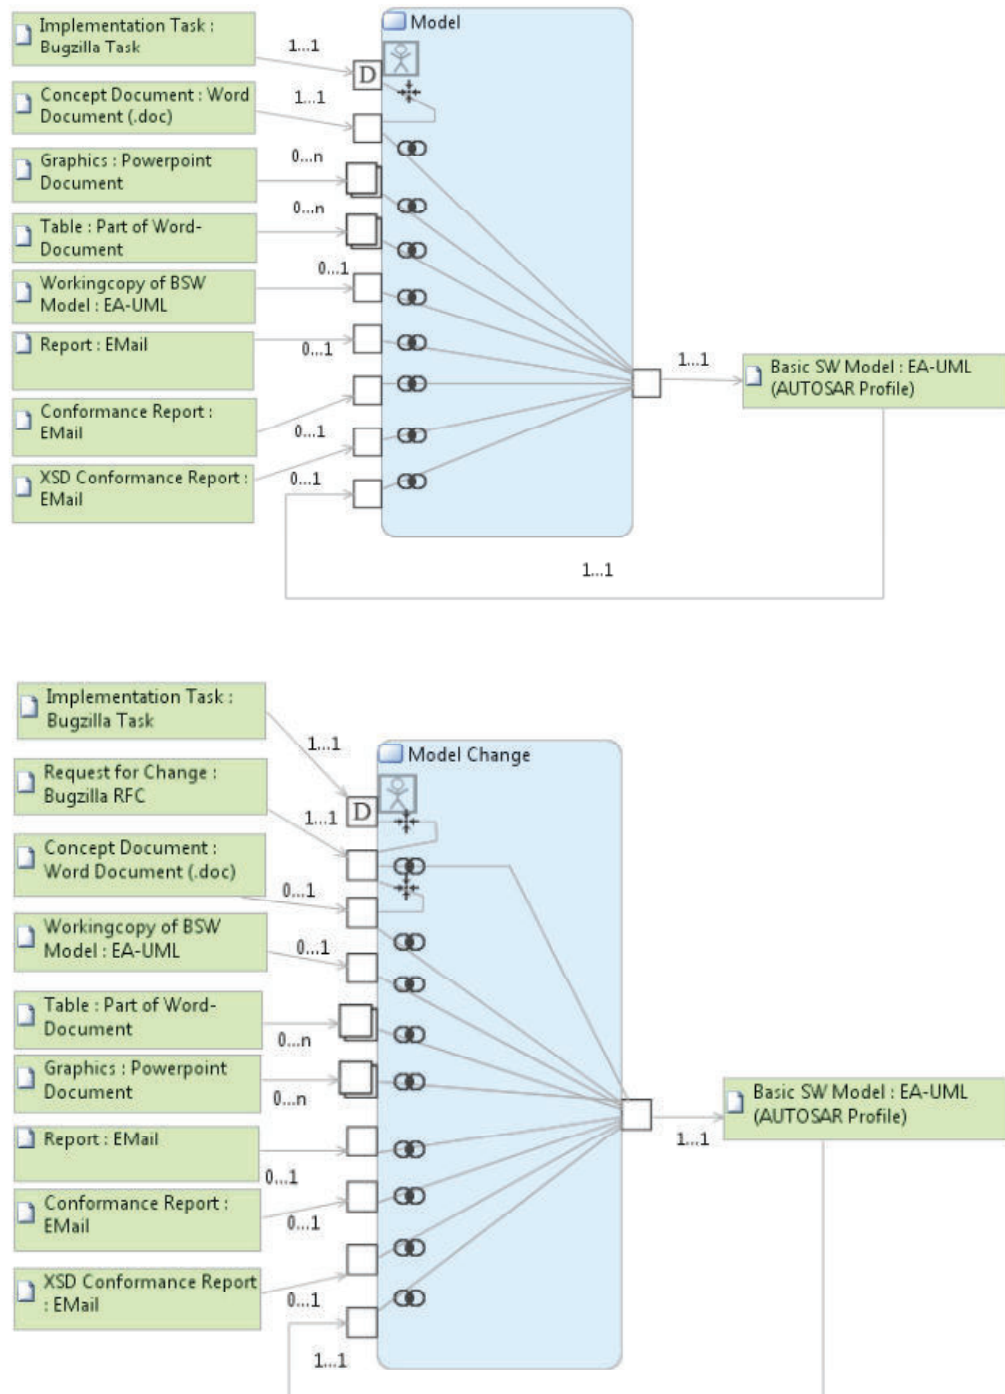 Implementation Task :
Bugzilla Task
1...1
Model
D
Concept Document : Word
Document (.doc)
1...1
Graphics : Powerpoint
Document
0...n
Table : Part of Word-
Document
0...n
Workingcopy of BSW
Model : EA-UML
0...1
Report : EMail
0...1
Conformance Report :
EMail
0...1
XSD Conformance Report :
EMail
0...1
1...1
Basic SW Model : EA-UML
(AUTOSAR Profile)
1...1
Implementation Task :
Bugzilla Task
1...1
Model Change
D
Request for Change :
Bugzilla RFC
1...1
Concept Document :
Word Document (.doc)
0...1
Workingcopy of BSW
Model : EA-UML
0...1
Table : Part of Word-
Document
0...n
Graphics : Powerpoint
Document
0...n
Report : EMail
0...1
Conformance Report :
EMail
0...1
XSD Conformance Report
: EMail
0...1
1...1
1...1
Basic SW Model : EA-UML
(AUTOSAR Profile)